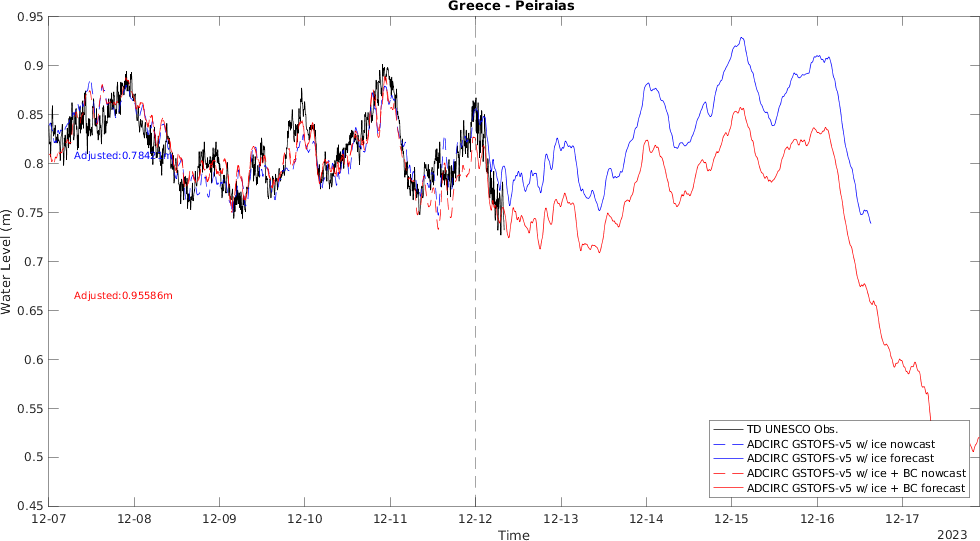 Greece - Peiraias
0.95
0.9
0.85
0.8
0.75
0.7
0.65
0.6
0.55
0.5
0.45
Water Level (m)
Adjusted:0.95586m
TD UNESCO Obs.
ADCIRC GSTOFS-v5 w/ ice nowcast
ADCIRC GSTOFS-v5 w/ ice forecast
ADCIRC GSTOFS-v5 w/ ice + BC nowcast
ADCIRC GSTOFS-v5 w/ ice + BC forecast
12-07 12-08 12-09 12-10 12-11 12-12 12-13 12-14 12-15 12-16 12-17
Time
2023